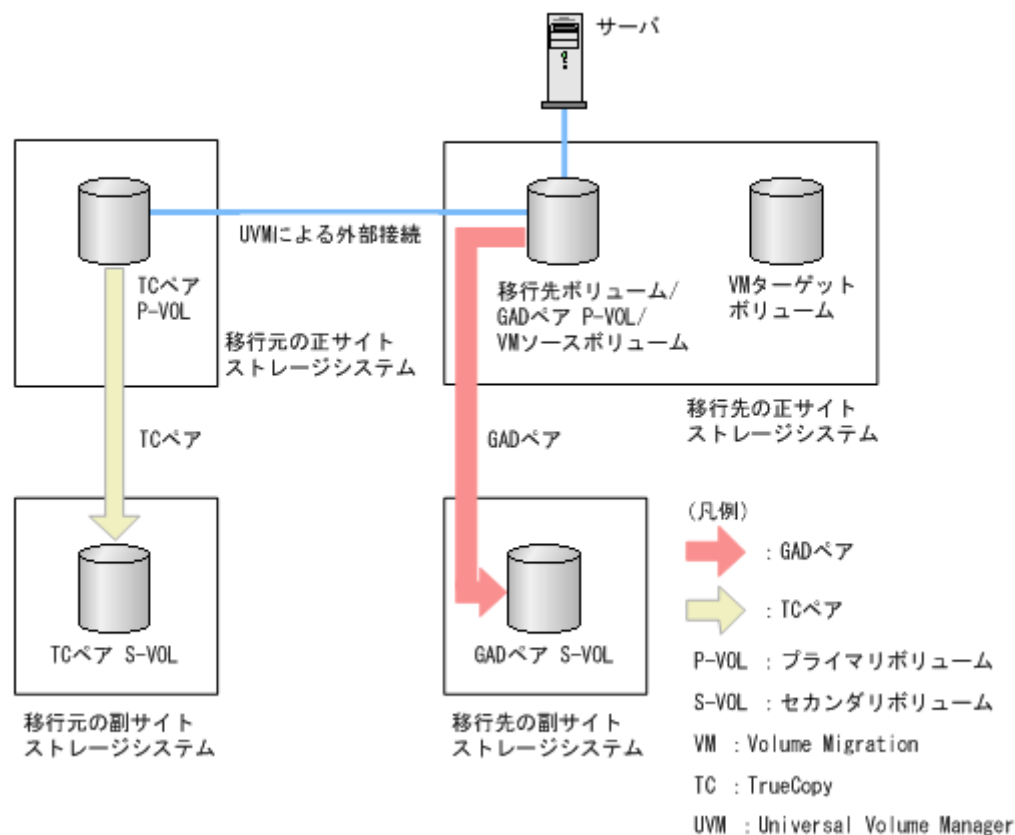 サーバ
UVMによる外部接続
TCペア
P-VOL
移行先ボリューム/
GADペア P-VOL/
VMソースボリューム
VMターゲット
ボリューム
移行元の正サイト
ストレージシステム
移行先の正サイト
ストレージシステム
TCペア
GADペア
TCペア S-VOL
GADペア S-VOL
移行元の副サイト
ストレージシステム
移行先の副サイト
ストレージシステム
(凡例)
：GADペア
：TCペア
P-VOL ：プライマリボリューム
S-VOL ：セカンダリボリューム
VM ：Volume Migration
TC ：TrueCopy
UVM ：Universal Volume Manager